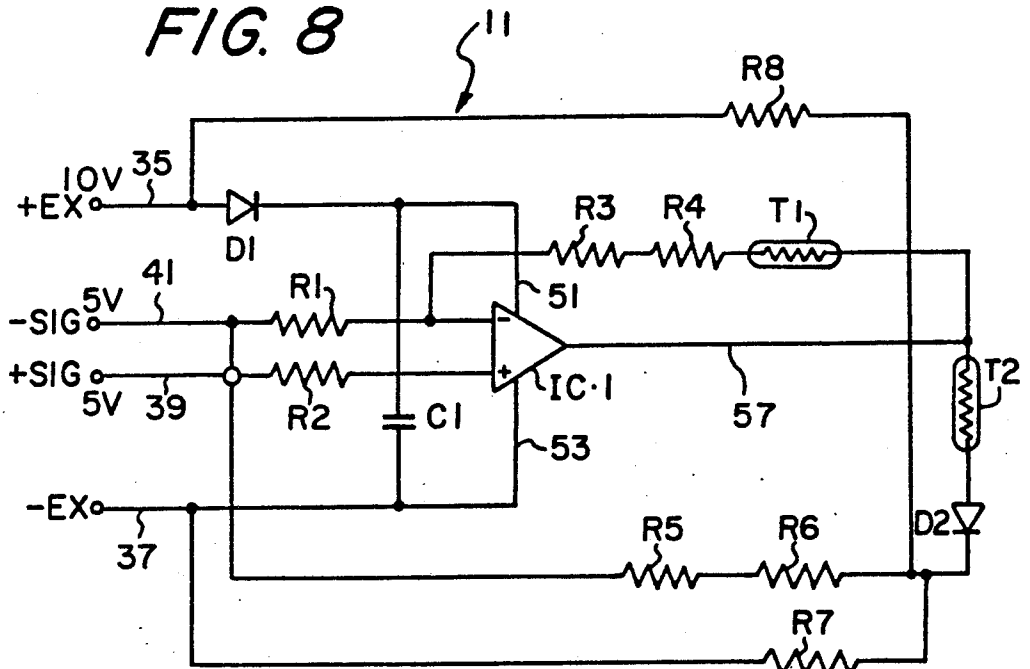 FIG. 8
11
R8
10V 35
+EX
D1
R3 R4 T1
41
-SIG 5V
R1
51
+SIG
5V 39
R2
IC·1
C1
57
T2
53
-EX
37
R5 R6
D2
R7